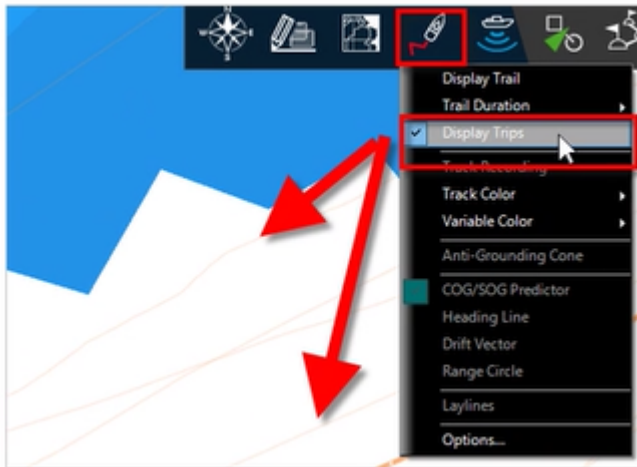 Display Trail
Trail Duration
Display Trips
Track Recording
Track Color
Variable Color
Anti-Grounding Cone
COG/SOG Predictor
Heading Line
Drift Vector
Range Circle
Laylines
Options...